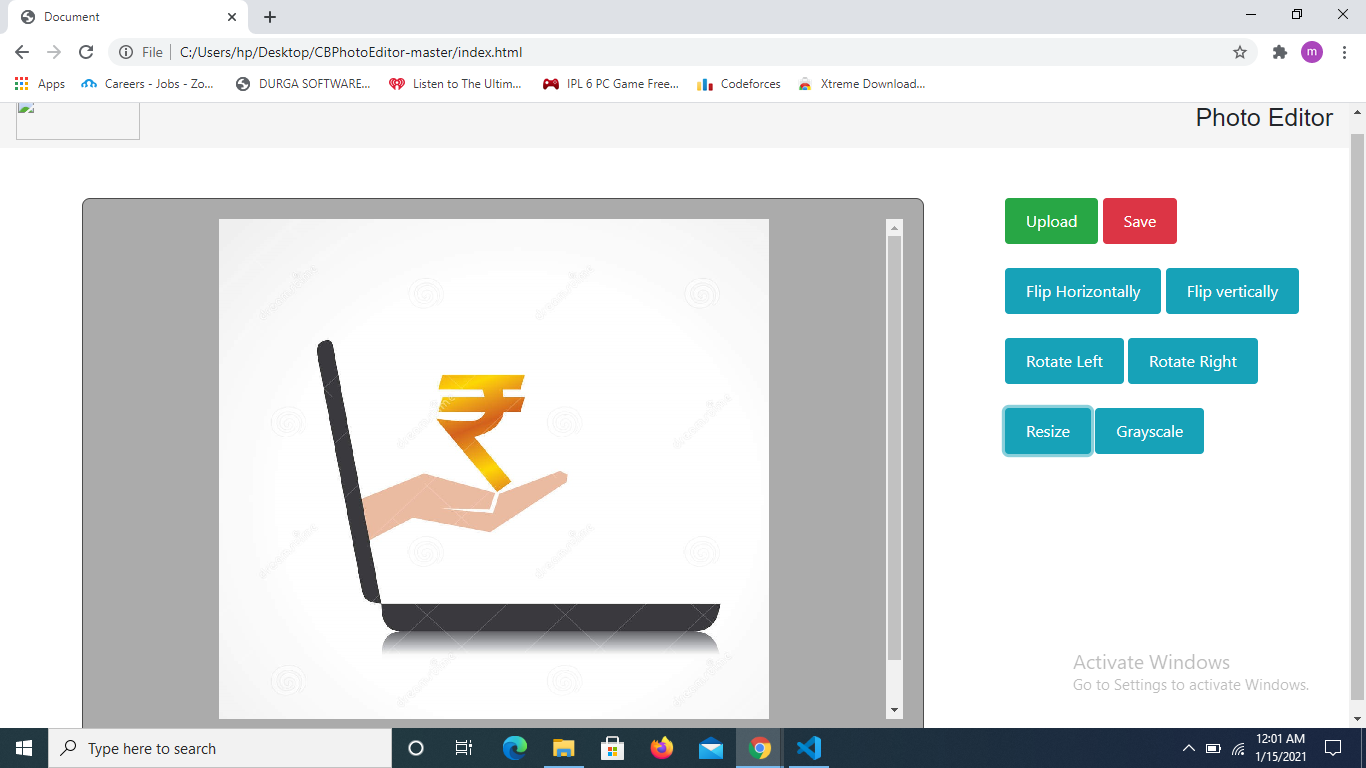 Document
File
C:/Users/hp/Desktop/CBPhotoEditor-master/index.html
m
Apps
Careers - Jobs - Zo...
DURGA SOFTWARE...
Listen to The Ultim...
IPL 6 PC Game Free...
Codeforces
Xtreme Download...
Photo Editor
Upload
Save
Flip Horizontally
Flip vertically
Rotate Left
Rotate Right
Resize
Grayscale
₹
Activate Windows
Go to Settings to activate Windows.
Type here to search
12:01 AM
1/15/2021